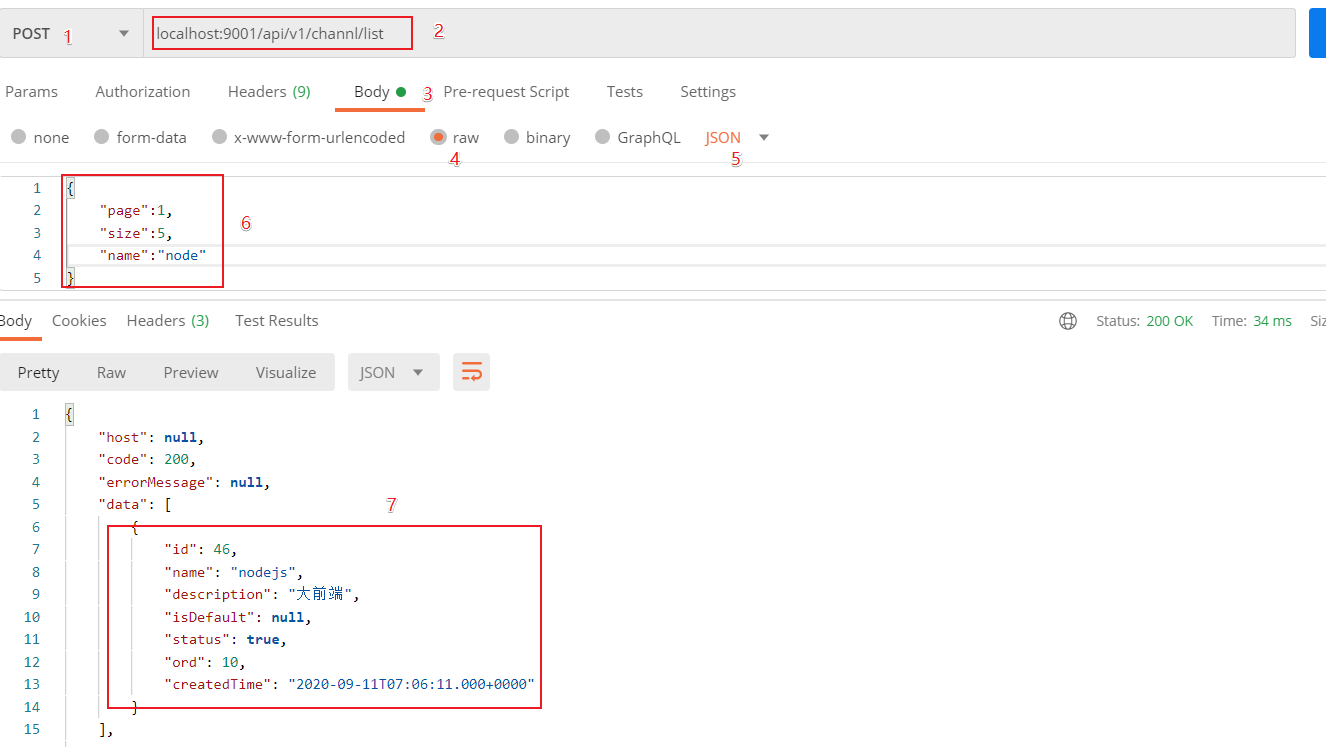 POST 1 localhost:9001/api/v1/channl/list 2
Params Authorization Headers (9) Body 3 Pre-request Script Tests Settings
none form-data x-www-form-urlencoded raw binary GraphQL JSON
4 5
1 {
2 "page":1,
3 "size":5,
4 "name":"node"
5 }
6
Body Cookies Headers (3) Test Results Status: 200 OK Time: 34 ms Siz
Pretty Raw Preview Visualize JSON
1 {
2 "host": null,
3 "code": 200,
4 "errorMessage": null,
5 "data": [
7
6 {
7 "id": 46,
8 "name": "nodejs",
9 "description": "大前端",
10 "isDefault": null,
11 "status": true,
12 "ord": 10,
13 "createdTime": "2020-09-11T07:06:11.000+0000"
14 }
15 ],